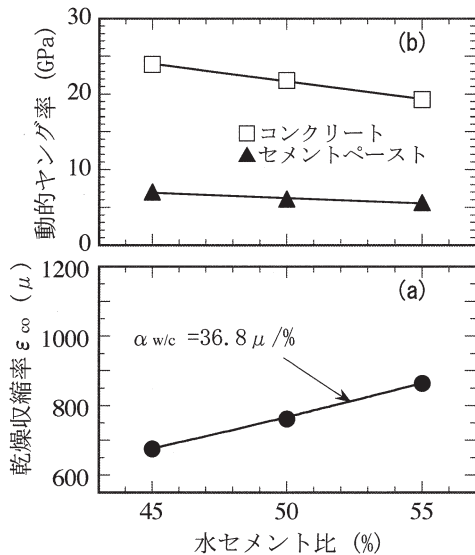 30
20
10
0
動的ヤング率 (GPa)
(b)
□コンクリート
▲セメントペースト
1200
1000
800
600
乾燥収縮率 ε co (μ)
(a)
α w/c =36.8μ/%
45 50 55
水セメント比 (%)